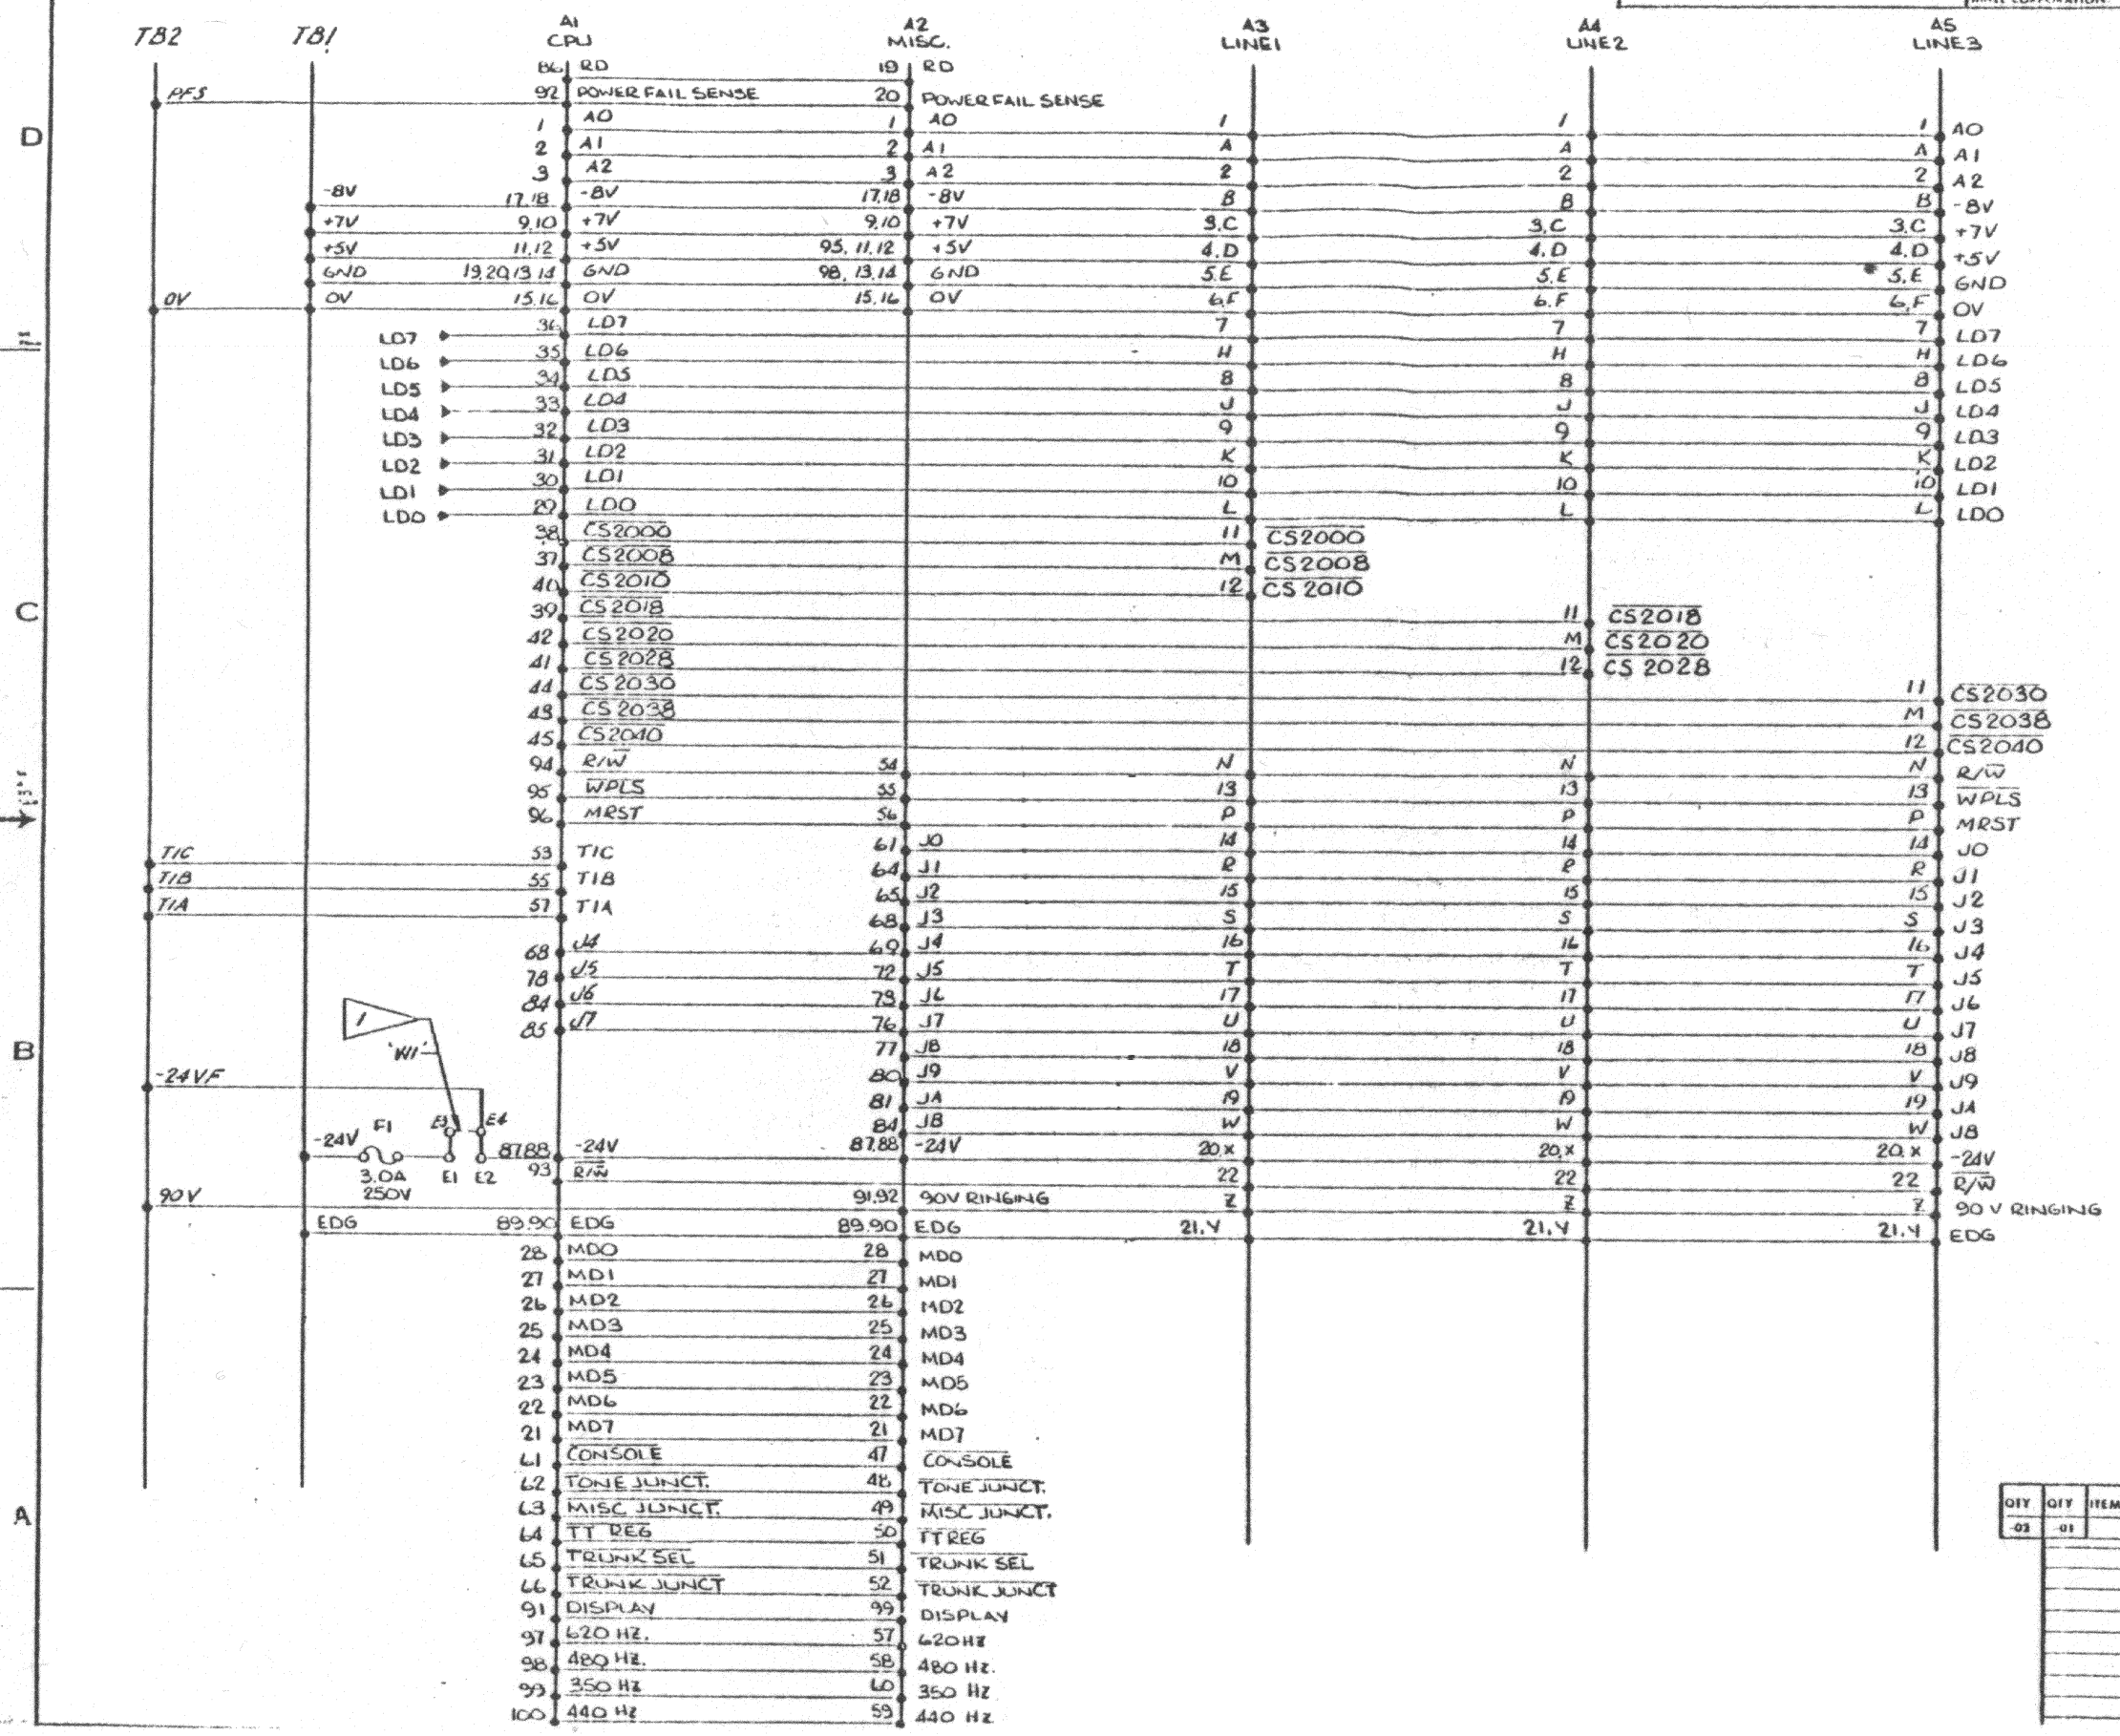 TB2 TB1 A1 CPU A2 MISC. A3 LINE1 A4 LINE2 A5 LINE3
86 RD 19 RD
PFS 92 POWER FAIL SENSE 20 POWER FAIL SENSE
D
1 A0 1 A0 1 1 1 A0
2 A1 2 A1 A A A A1
3 A2 3 A2 2 2 2 A2
-8V 17,18 -8V 17,18 -8V B B B -8V
+7V 9,10 +7V 9,10 +7V 3,C 3,C 3,C +7V
+5V 11,12 +5V 95,11,12 +5V 4,D 4,D 4,D +5V
GND 19,20,13,14 GND 98,13,14 GND 5,E 5,E 5,E GND
0V 0V 15,16 0V 15,16 0V 6,F 6,F 6,F 0V
LD7 36 LD7 7 7 7 LD7
LD6 35 LD6 H H H LD6
LD5 34 LD5 8 8 8 LD5
LD4 33 LD4 J J J LD4
LD3 32 LD3 9 9 9 LD3
LD2 31 LD2 K K K LD2
LD1 30 LD1 10 10 10 LD1
LD0 29 LD0 L L L LD0
38 CS2000 11 CS2000
37 CS2008 M CS2008
40 CS2010 12 CS2010
C
39 CS2018 11 CS2018
42 CS2020 M CS2020
41 CS2028 12 CS 2028
44 CS2030 11 CS2030
43 CS2038 M CS2038
45 CS2040 12 CS2040
94 R/W 54 N N N R/W
95 WPLS 55 13 13 13 WPLS
96 MRST 56 P P P MRST
61 J0 14 14 14 J0
T1C 53 T1C 64 J1 R R R J1
T1B 55 T1B 65 J2 15 15 15 J2
T1A 57 T1A 68 J3 S S S J3
68 J4 69 J4 16 16 16 J4
78 J5 72 J5 T T T J5
84 J6 73 J6 17 17 17 J6
1 85 J7 76 J7 U U U J7
B
'W1' 77 J8 18 18 18 J8
-24VF 80 J9 V V V J9
81 JA 19 19 19 JA
F1 E3 E4 84 JB W W W JB
-24V 87,88 -24V 87,88 -24V 20,X 20,X 20,X -24V
3.0A 250V E1 E2 93 R/W 22 22 22 R/W
90V 91,92 90V RINGING Z Z Z 90 V RINGING
EDG 89,90 EDG 89,90 EDG 21,Y 21,Y 21,Y EDG
28 MD0 28 MD0
27 MD1 27 MD1
26 MD2 26 MD2
25 MD3 25 MD3
24 MD4 24 MD4
23 MD5 23 MD5
22 MD6 22 MD6
21 MD7 21 MD7
61 CONSOLE 47 CONSOLE
62 TONE JUNCT. 48 TONE JUNCT.
A
63 MISC JUNCT. 49 MISC JUNCT.
64 TT REG 50 TT REG
65 TRUNK SEL 51 TRUNK SEL
66 TRUNK JUNCT 52 TRUNK JUNCT
91 DISPLAY 99 DISPLAY
97 620 HZ. 57 620HZ
98 480 HZ. 58 480 HZ.
99 350 HZ 60 350 HZ
100 440 HZ 59 440 HZ
QTY QTY ITEM
-02 -01